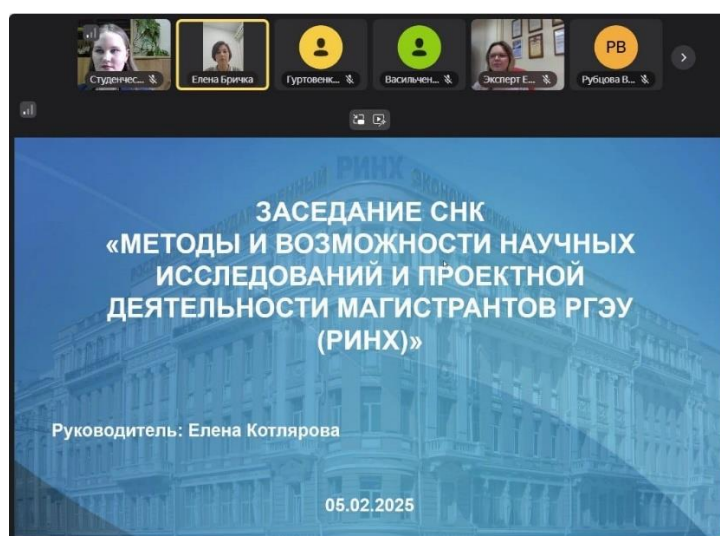 Студенчес...
Елена Бричка
Гуртовенк...
Васильчен...
Эксперт Е...
РВ
Рубцова В...
РИНХ
ЗАСЕДАНИЕ СНК
«МЕТОДЫ И ВОЗМОЖНОСТИ НАУЧНЫХ
ИССЛЕДОВАНИЙ И ПРОЕКТНОЙ
ДЕЯТЕЛЬНОСТИ МАГИСТРАНТОВ РГЭУ
(РИНХ)»
Руководитель: Елена Котлярова
05.02.2025